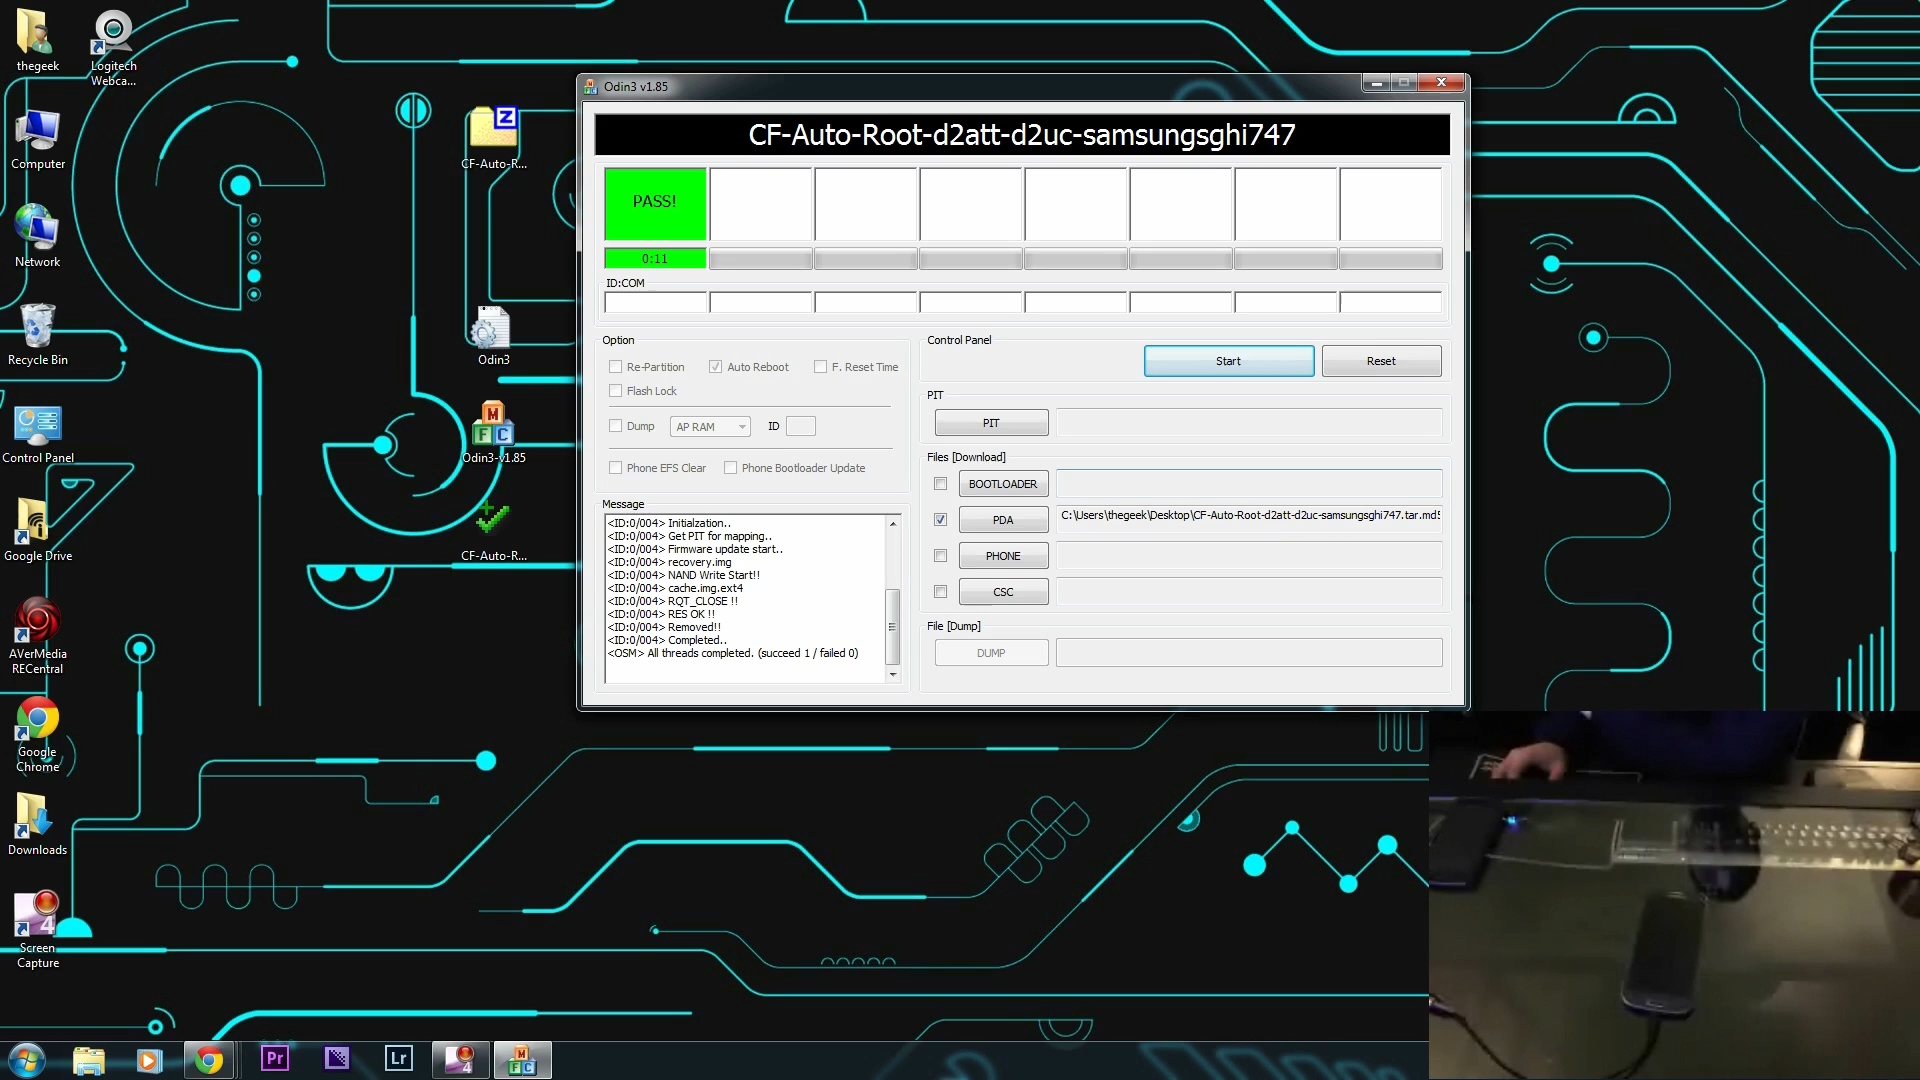 thegeek
Logitech
Webca...
Computer
Network
Recycle Bin
Control Panel
Google Drive
AVerMedia
RECentral
Google
Chrome
Downloads
4
Screen
Capture
Z
CF-Auto-R...
Odin3
M
F C
Odin3-v1.85
CF-Auto-R...
Odin3 v1.85
CF-Auto-Root-d2att-d2uc-samsungsghi747
PASS!
0:11
ID:COM
Option
Re-Partition Auto Reboot F. Reset Time
Flash Lock
Dump AP RAM ID
Phone EFS Clear Phone Bootloader Update
Message
<ID:0/004> Initialzation..
<ID:0/004> Get PIT for mapping..
<ID:0/004> Firmware update start..
<ID:0/004> recovery.img
<ID:0/004> NAND Write Start!!
<ID:0/004> cache.img.ext4
<ID:0/004> RQT_CLOSE !!
<ID:0/004> RES OK !!
<ID:0/004> Removed!!
<ID:0/004> Completed..
<OSM> All threads completed. (succeed 1 / failed 0)
Control Panel
Start Reset
PIT
PIT
Files [Download]
BOOTLOADER
PDA C:\Users\thegeek\Desktop\CF-Auto-Root-d2att-d2uc-samsungsghi747.tar.md5
PHONE
CSC
File [Dump]
DUMP
Pr Lr 4 M F C